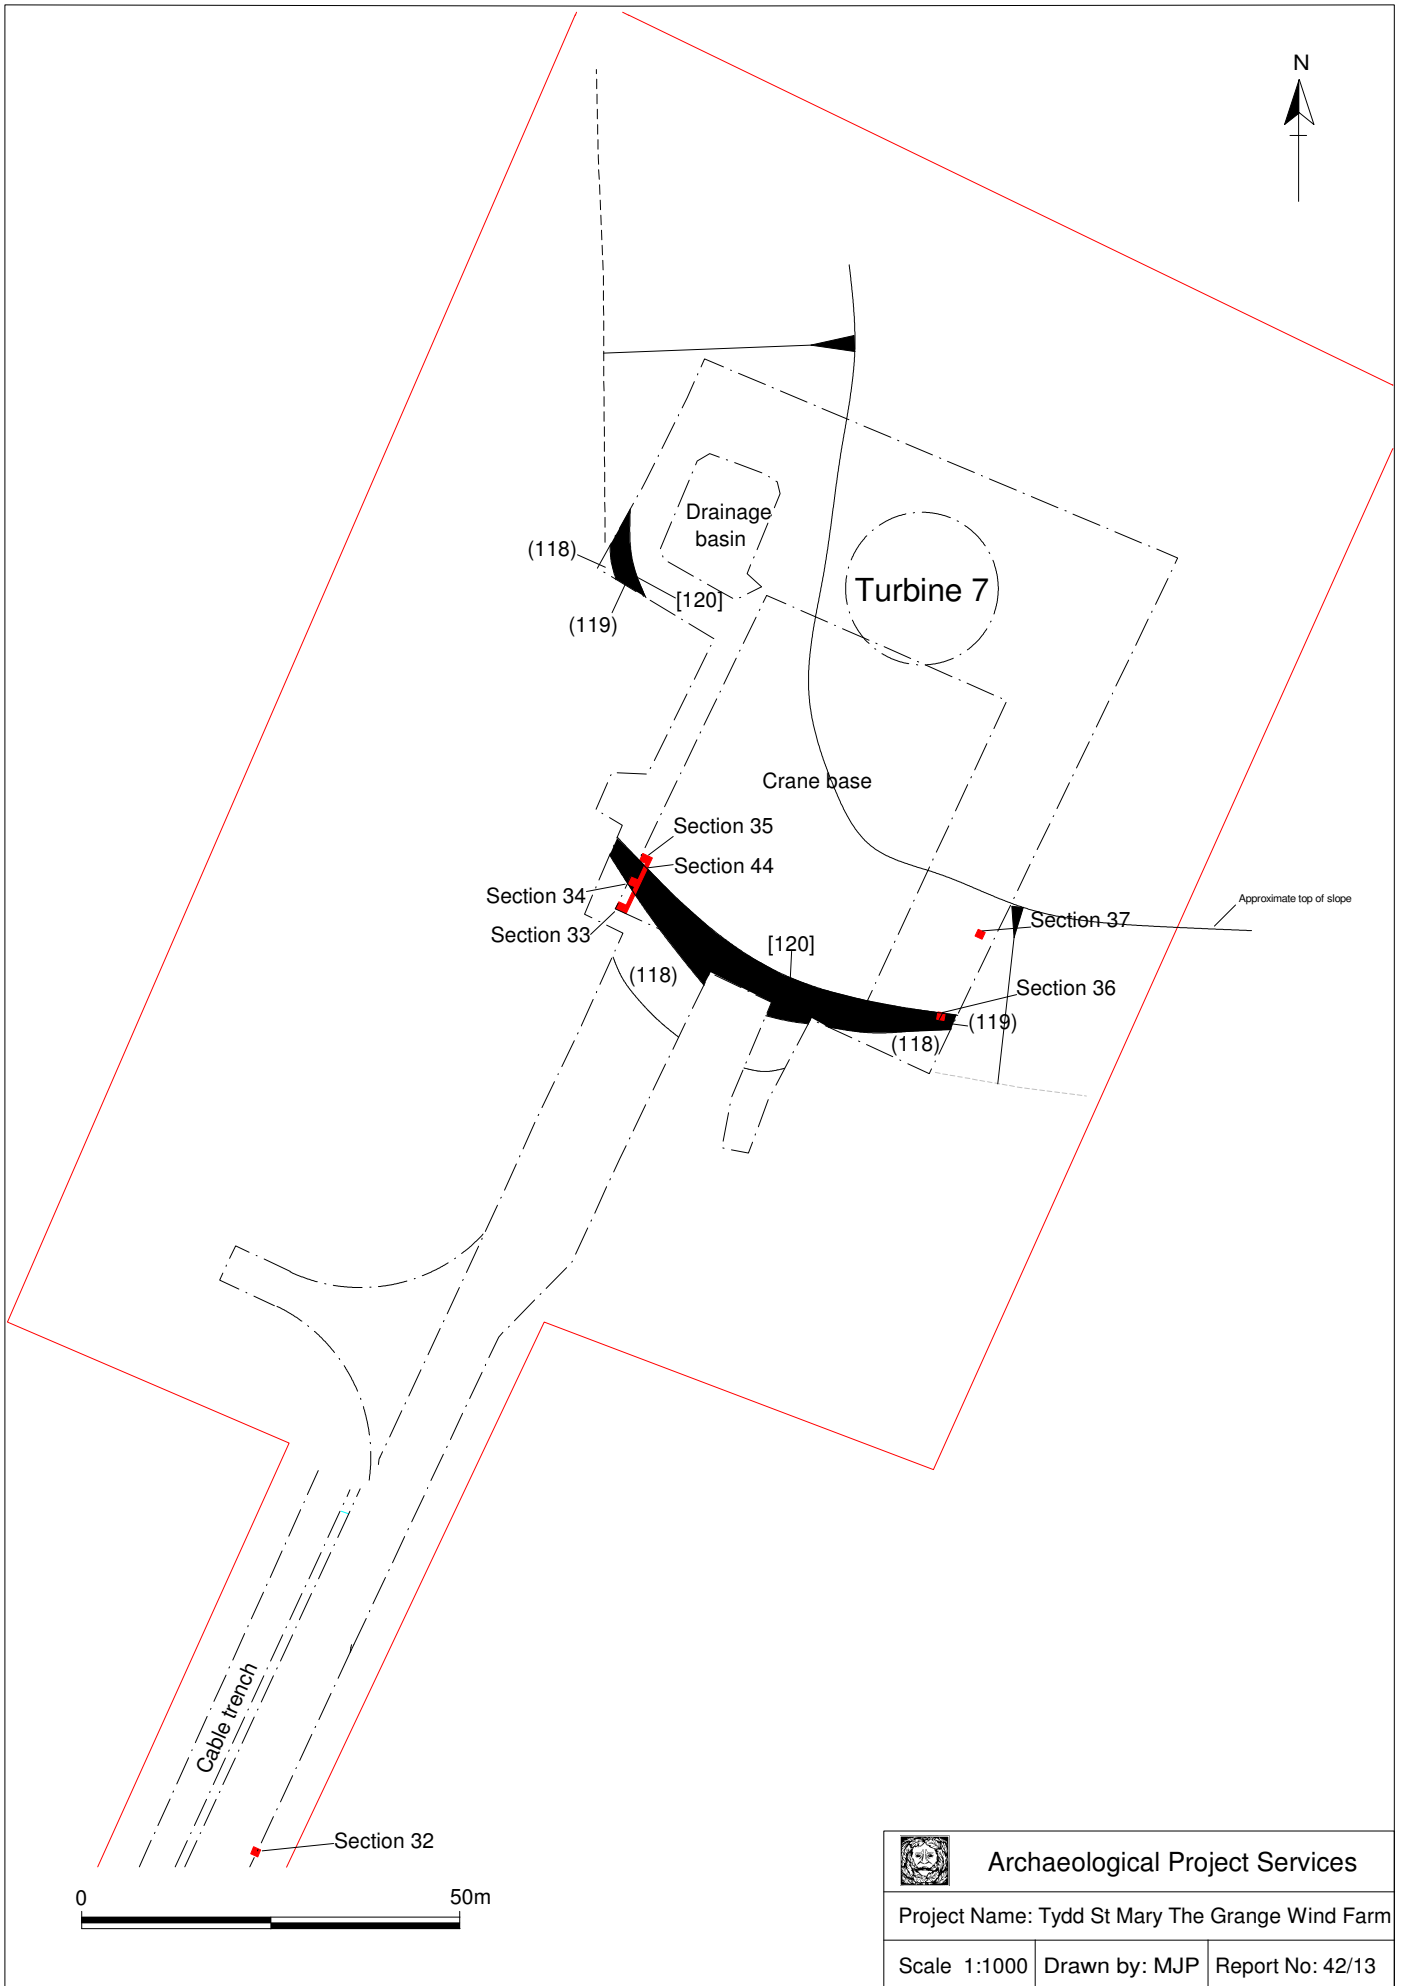 N
Drainage
basin
(118)
[120]
(119)
Turbine 7
Crane base
Section 35
Section 44
Section 34
Section 33
Approximate top of slope
Section 37
[120]
(118)
Section 36
(119)
(118)
Cable trench
Section 32
0 50m
Archaeological Project Services
Project Name: Tydd St Mary The Grange Wind Farm
Scale 1:1000 Drawn by: MJP Report No: 42/13